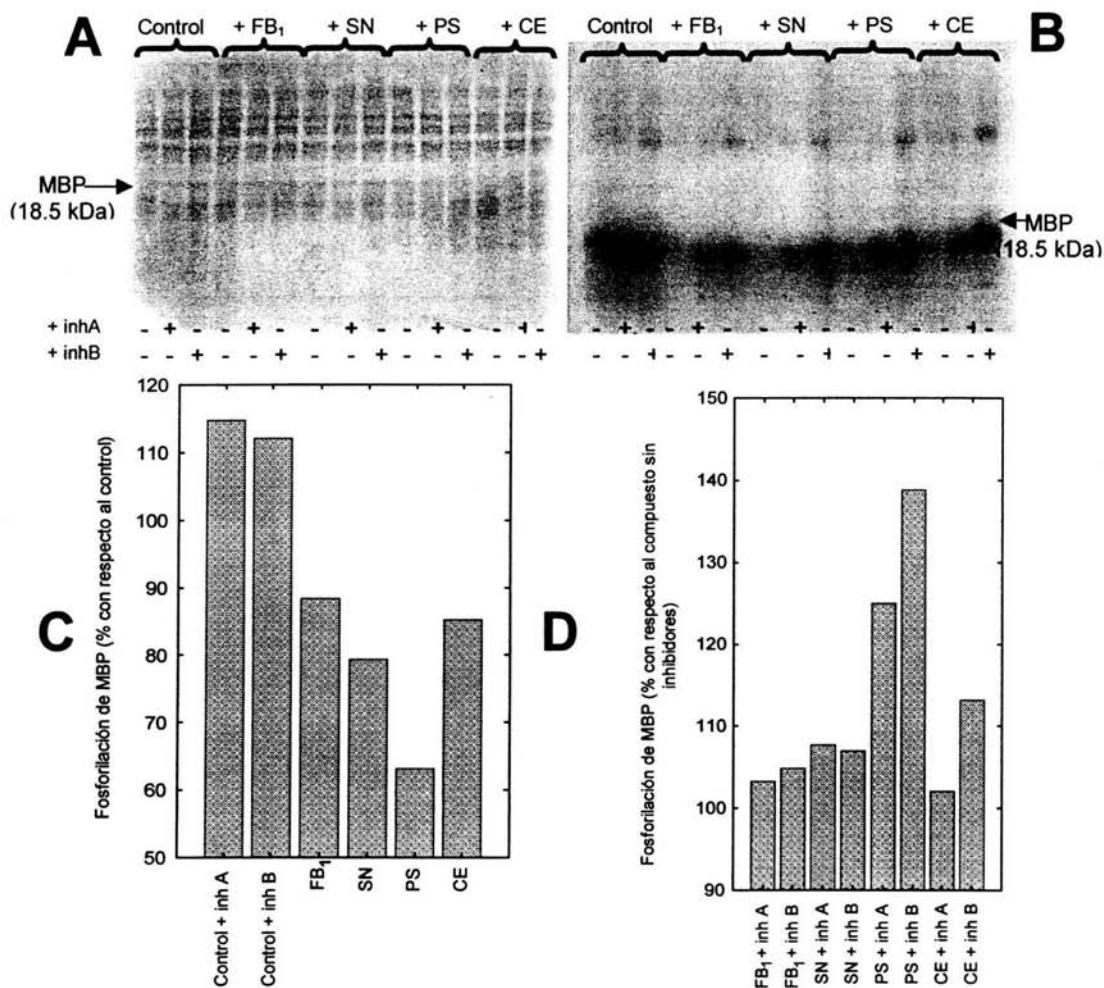 A
Control + FB₁ + SN + PS + CE
MBP
(18.5 kDa)
+ inhA - + - - + - - + - - + - - + -
+ inhB - - + - - + - - + - - + - - +
B
Control + FB₁ + SN + PS + CE
MBP
(18.5 kDa)
- + - - + - - + - - + - - + -
- - + - - + - - + - - + - - +
C
Fosforilación de MBP (% con respecto al control)
120
110
100
90
80
70
60
50
Control + inh A
Control + inh B
FB₁
SN
PS
CE
D
Fosforilación de MBP (% con respecto al compuesto sin
inhibidores)
150
140
130
120
110
100
90
FB₁ + inh A
FB₁ + inh B
SN + inh A
SN + inh B
PS + inh A
PS + inh B
CE + inh A
CE + inh B